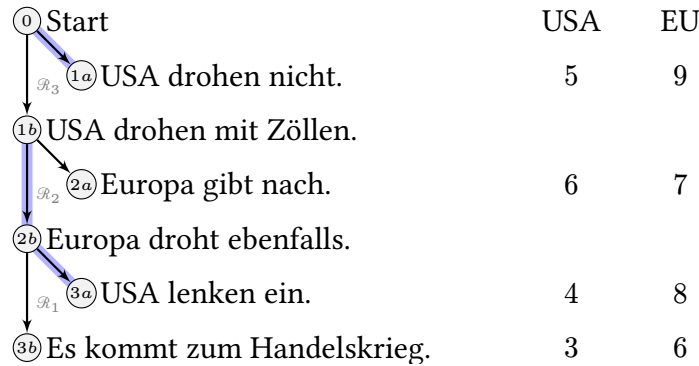 0 Start USA EU
1a USA drohen nicht. 5 9
ℛ3
1b USA drohen mit Zöllen.
2a Europa gibt nach. 6 7
ℛ2
2b Europa droht ebenfalls.
3a USA lenken ein. 4 8
ℛ1
3b Es kommt zum Handelskrieg. 3 6